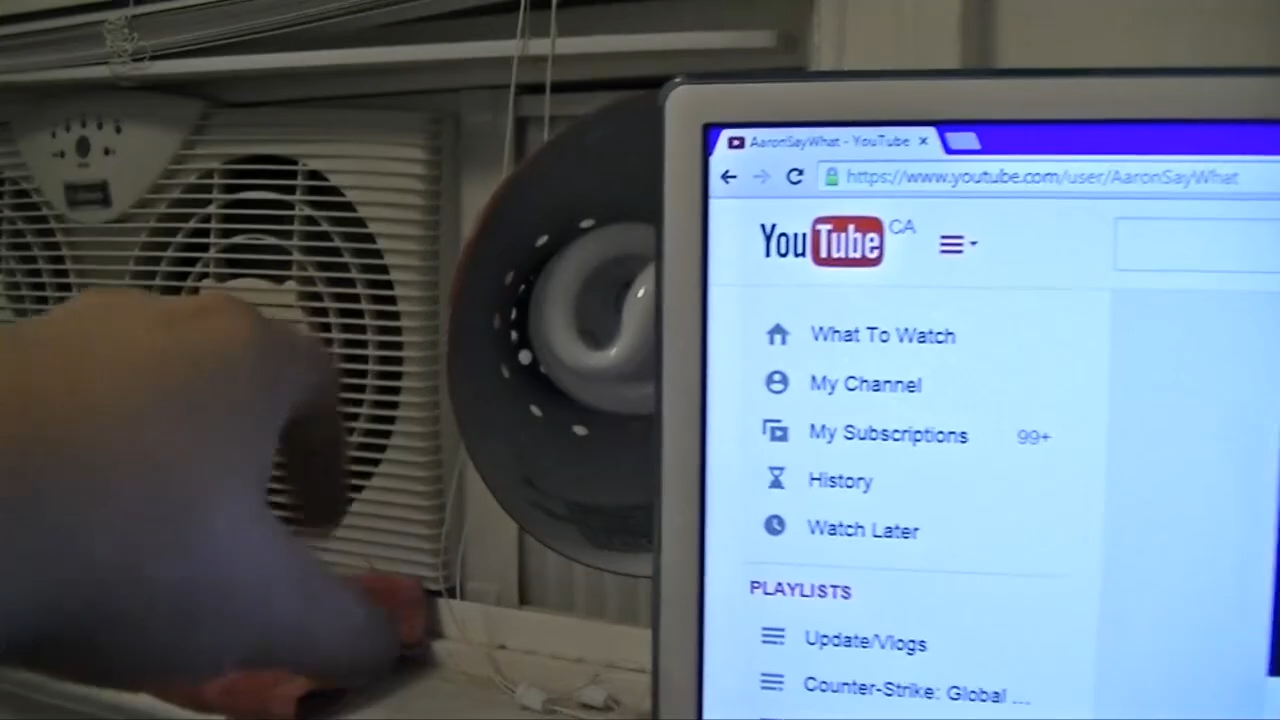 AaronSayWhat - YouTube
https://www.youtube.com/user/AaronSayWhat
YouTube CA
What To Watch
My Channel
My Subscriptions 99+
History
Watch Later
PLAYLISTS
Update/Vlogs
Counter-Strike: Global ...